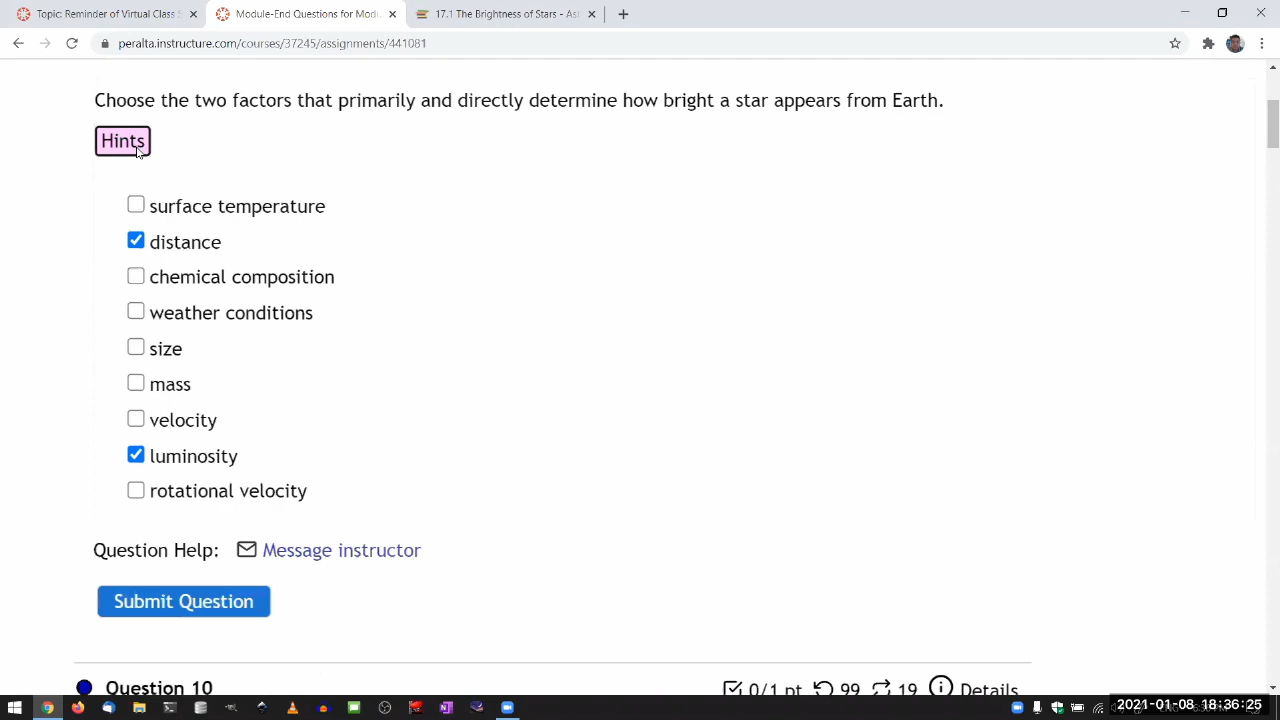 Topic: Reminder of Virtual Class S
Module-End Questions for Modu
17.1 The Brightness of Stars - Ast
peralta.instructure.com/courses/37245/assignments/441081
Choose the two factors that primarily and directly determine how bright a star appears from Earth.
Hints
surface temperature
distance
chemical composition
weather conditions
size
mass
velocity
luminosity
rotational velocity
Question Help: Message instructor
Submit Question
Question 10 0/1 pt 99 19 Details
2021-01-08 18:36:25